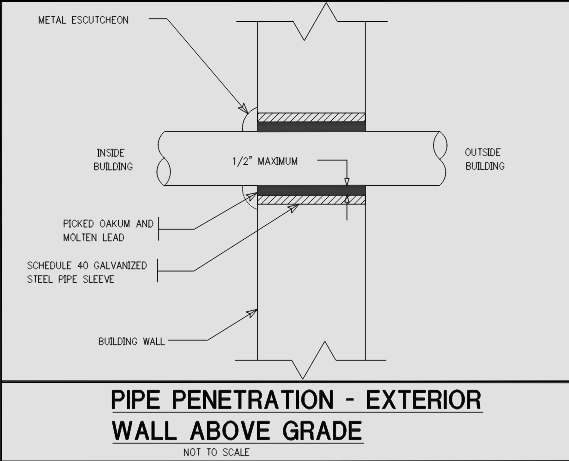 METAL ESCUTCHEON
INSIDE
BUILDING
1/2" MAXIMUM
OUTSIDE
BUILDING
PICKED OAKUM AND
MOLTEN LEAD
SCHEDULE 40 GALVANIZED
STEEL PIPE SLEEVE
BUILDING WALL
PIPE PENETRATION - EXTERIOR
WALL ABOVE GRADE
NOT TO SCALE